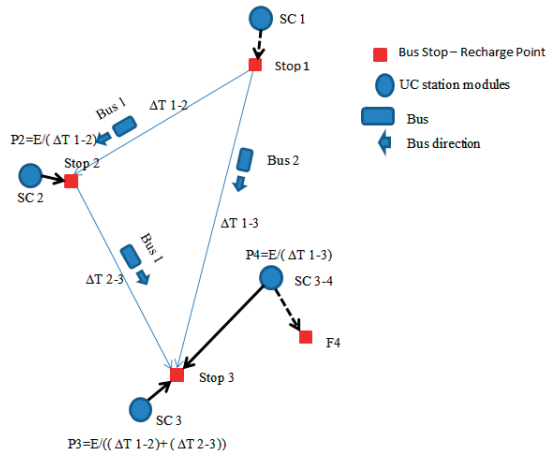 SC 1
Stop 1
Bus Stop – Recharge Point
UC station modules
Bus
Bus direction
Bus 1
ΔT 1-2
P2=E/(ΔT 1-2)
Stop 2
SC 2
Bus 2
ΔT 1-3
Bus 1
ΔT 2-3
P4=E/(ΔT 1-3)
SC 3-4
F4
Stop 3
SC 3
P3=E/((ΔT 1-2)+(ΔT 2-3))